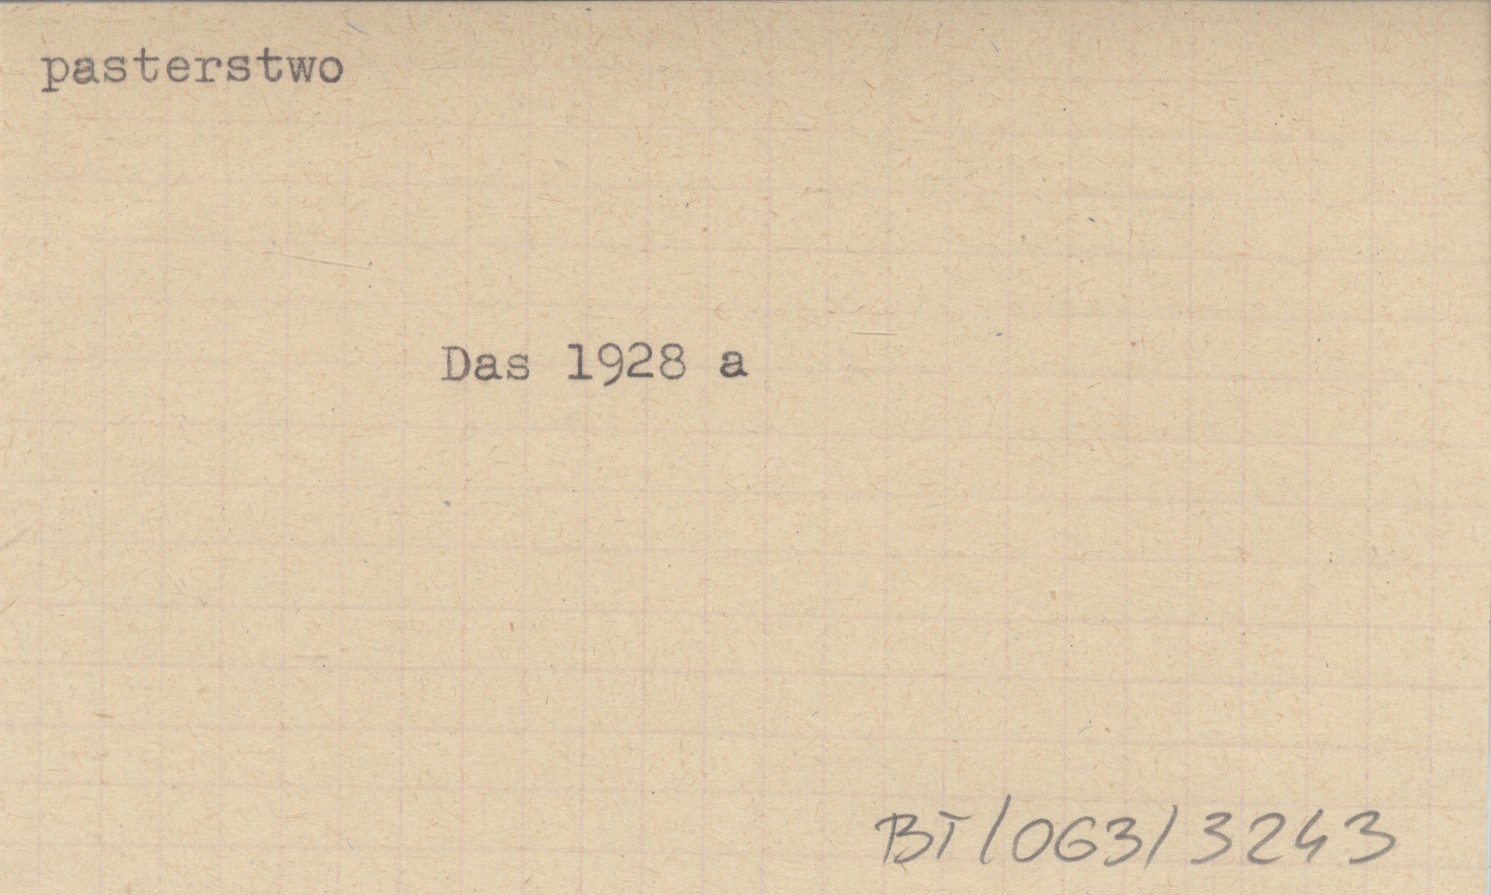 pasterstwo
Das 1928 a
BT/063/3243